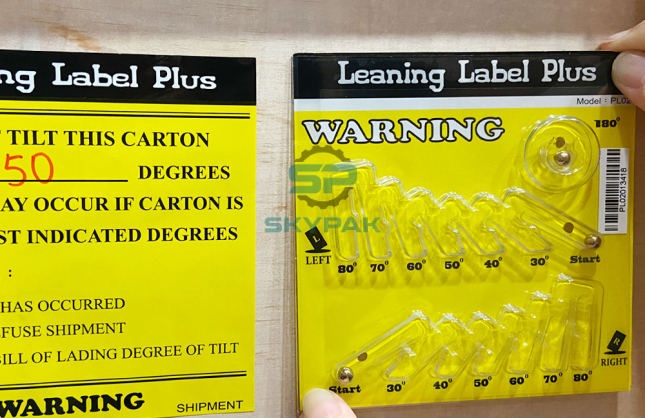 ng Label Plus
TILT THIS CARTON
50 DEGREES
AY OCCUR IF CARTON IS
ST INDICATED DEGREES
:
HAS OCCURRED
FUSE SHIPMENT
BILL OF LADING DEGREE OF TILT
WARNING SHIPMENT
Leaning Label Plus
Model : PL02
WARNING
180°
PL02013418
SP
SKYPAK
L
LEFT
80° 70° 60° 50° 40° 30° Start
R
RIGHT
Start 30° 40° 50° 60° 70° 80°